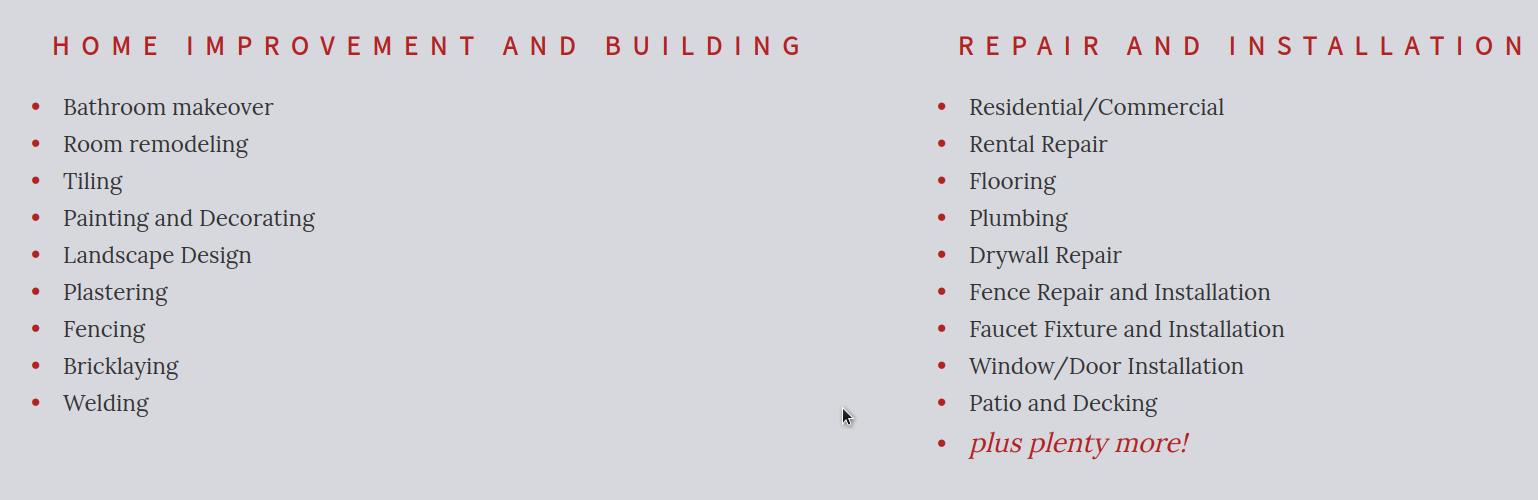 HOME IMPROVEMENT AND BUILDING
Bathroom makeover
Room remodeling
Tiling
Painting and Decorating
Landscape Design
Plastering
Fencing
Bricklaying
Welding
REPAIR AND INSTALLATION
Residential/Commercial
Rental Repair
Flooring
Plumbing
Drywall Repair
Fence Repair and Installation
Faucet Fixture and Installation
Window/Door Installation
Patio and Decking
plus plenty more!